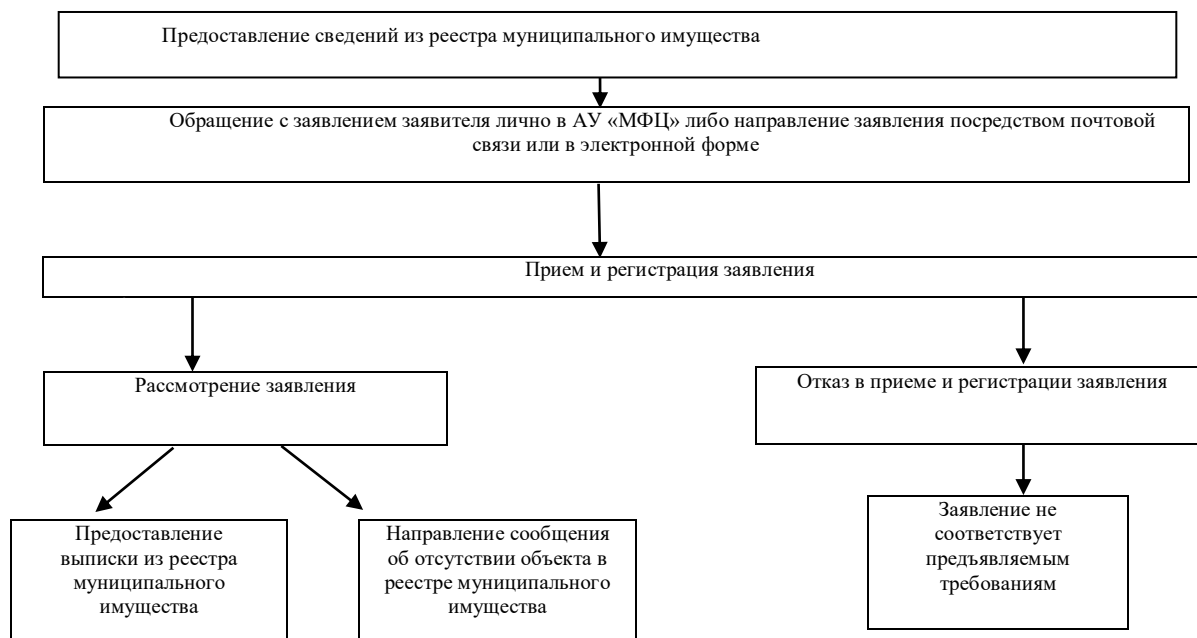 Предоставление сведений из реестра муниципального имущества
Обращение с заявлением заявителя лично в АУ «МФЦ» либо направление заявления посредством почтовой
связи или в электронной форме
Прием и регистрация заявления
Рассмотрение заявления
Отказ в приеме и регистрации заявления
Предоставление
выписки из реестра
муниципального
имущества
Направление сообщения
об отсутствии объекта в
реестре муниципального
имущества
Заявление не
соответствует
предъявляемым
требованиям